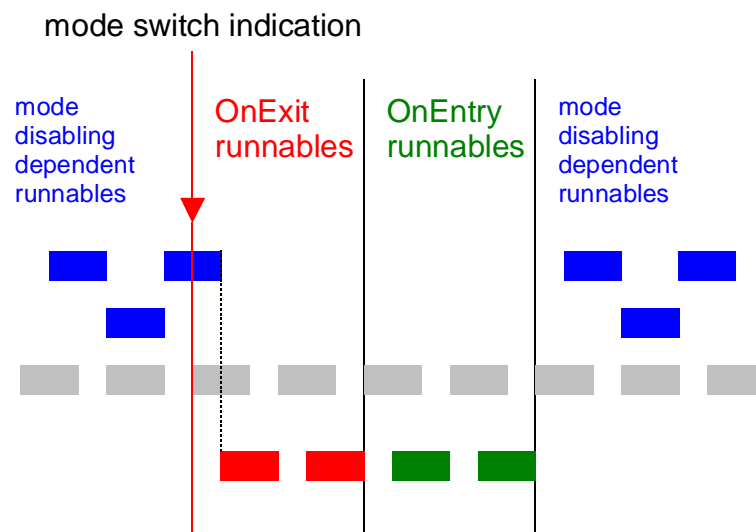 mode switch indication
mode
disabling
dependent
runnables
OnExit
runnables
OnEntry
runnables
mode
disabling
dependent
runnables